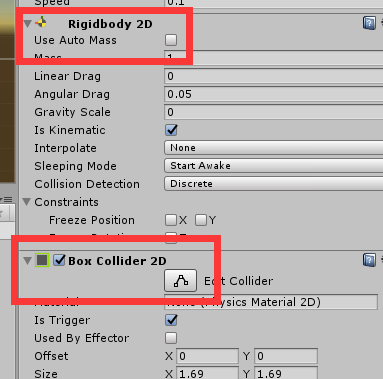 Speed 0.1
Rigidbody 2D
Use Auto Mass
Mass 1
Linear Drag 0
Angular Drag 0.05
Gravity Scale 0
Is Kinematic
Interpolate None
Sleeping Mode Start Awake
Collision Detection Discrete
Constraints
Freeze Position X Y
Box Collider 2D
Edit Collider
Material None (Physics Material 2D)
Is Trigger
Used By Effector
Offset X 0 Y 0
Size X 1.69 Y 1.69